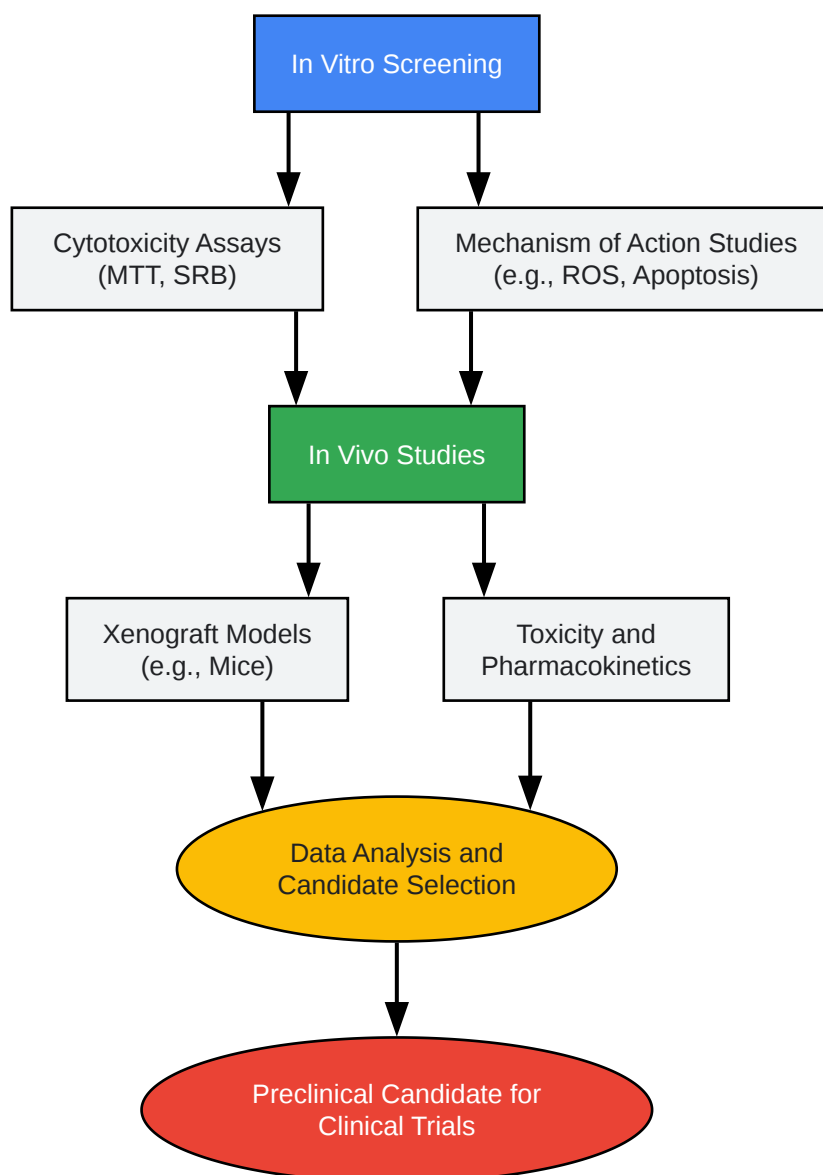 In Vitro Screening
Cytotoxicity Assays
(MTT, SRB)
Mechanism of Action Studies
(e.g., ROS, Apoptosis)
In Vivo Studies
Xenograft Models
(e.g., Mice)
Toxicity and
Pharmacokinetics
Data Analysis and
Candidate Selection
Preclinical Candidate for
Clinical Trials